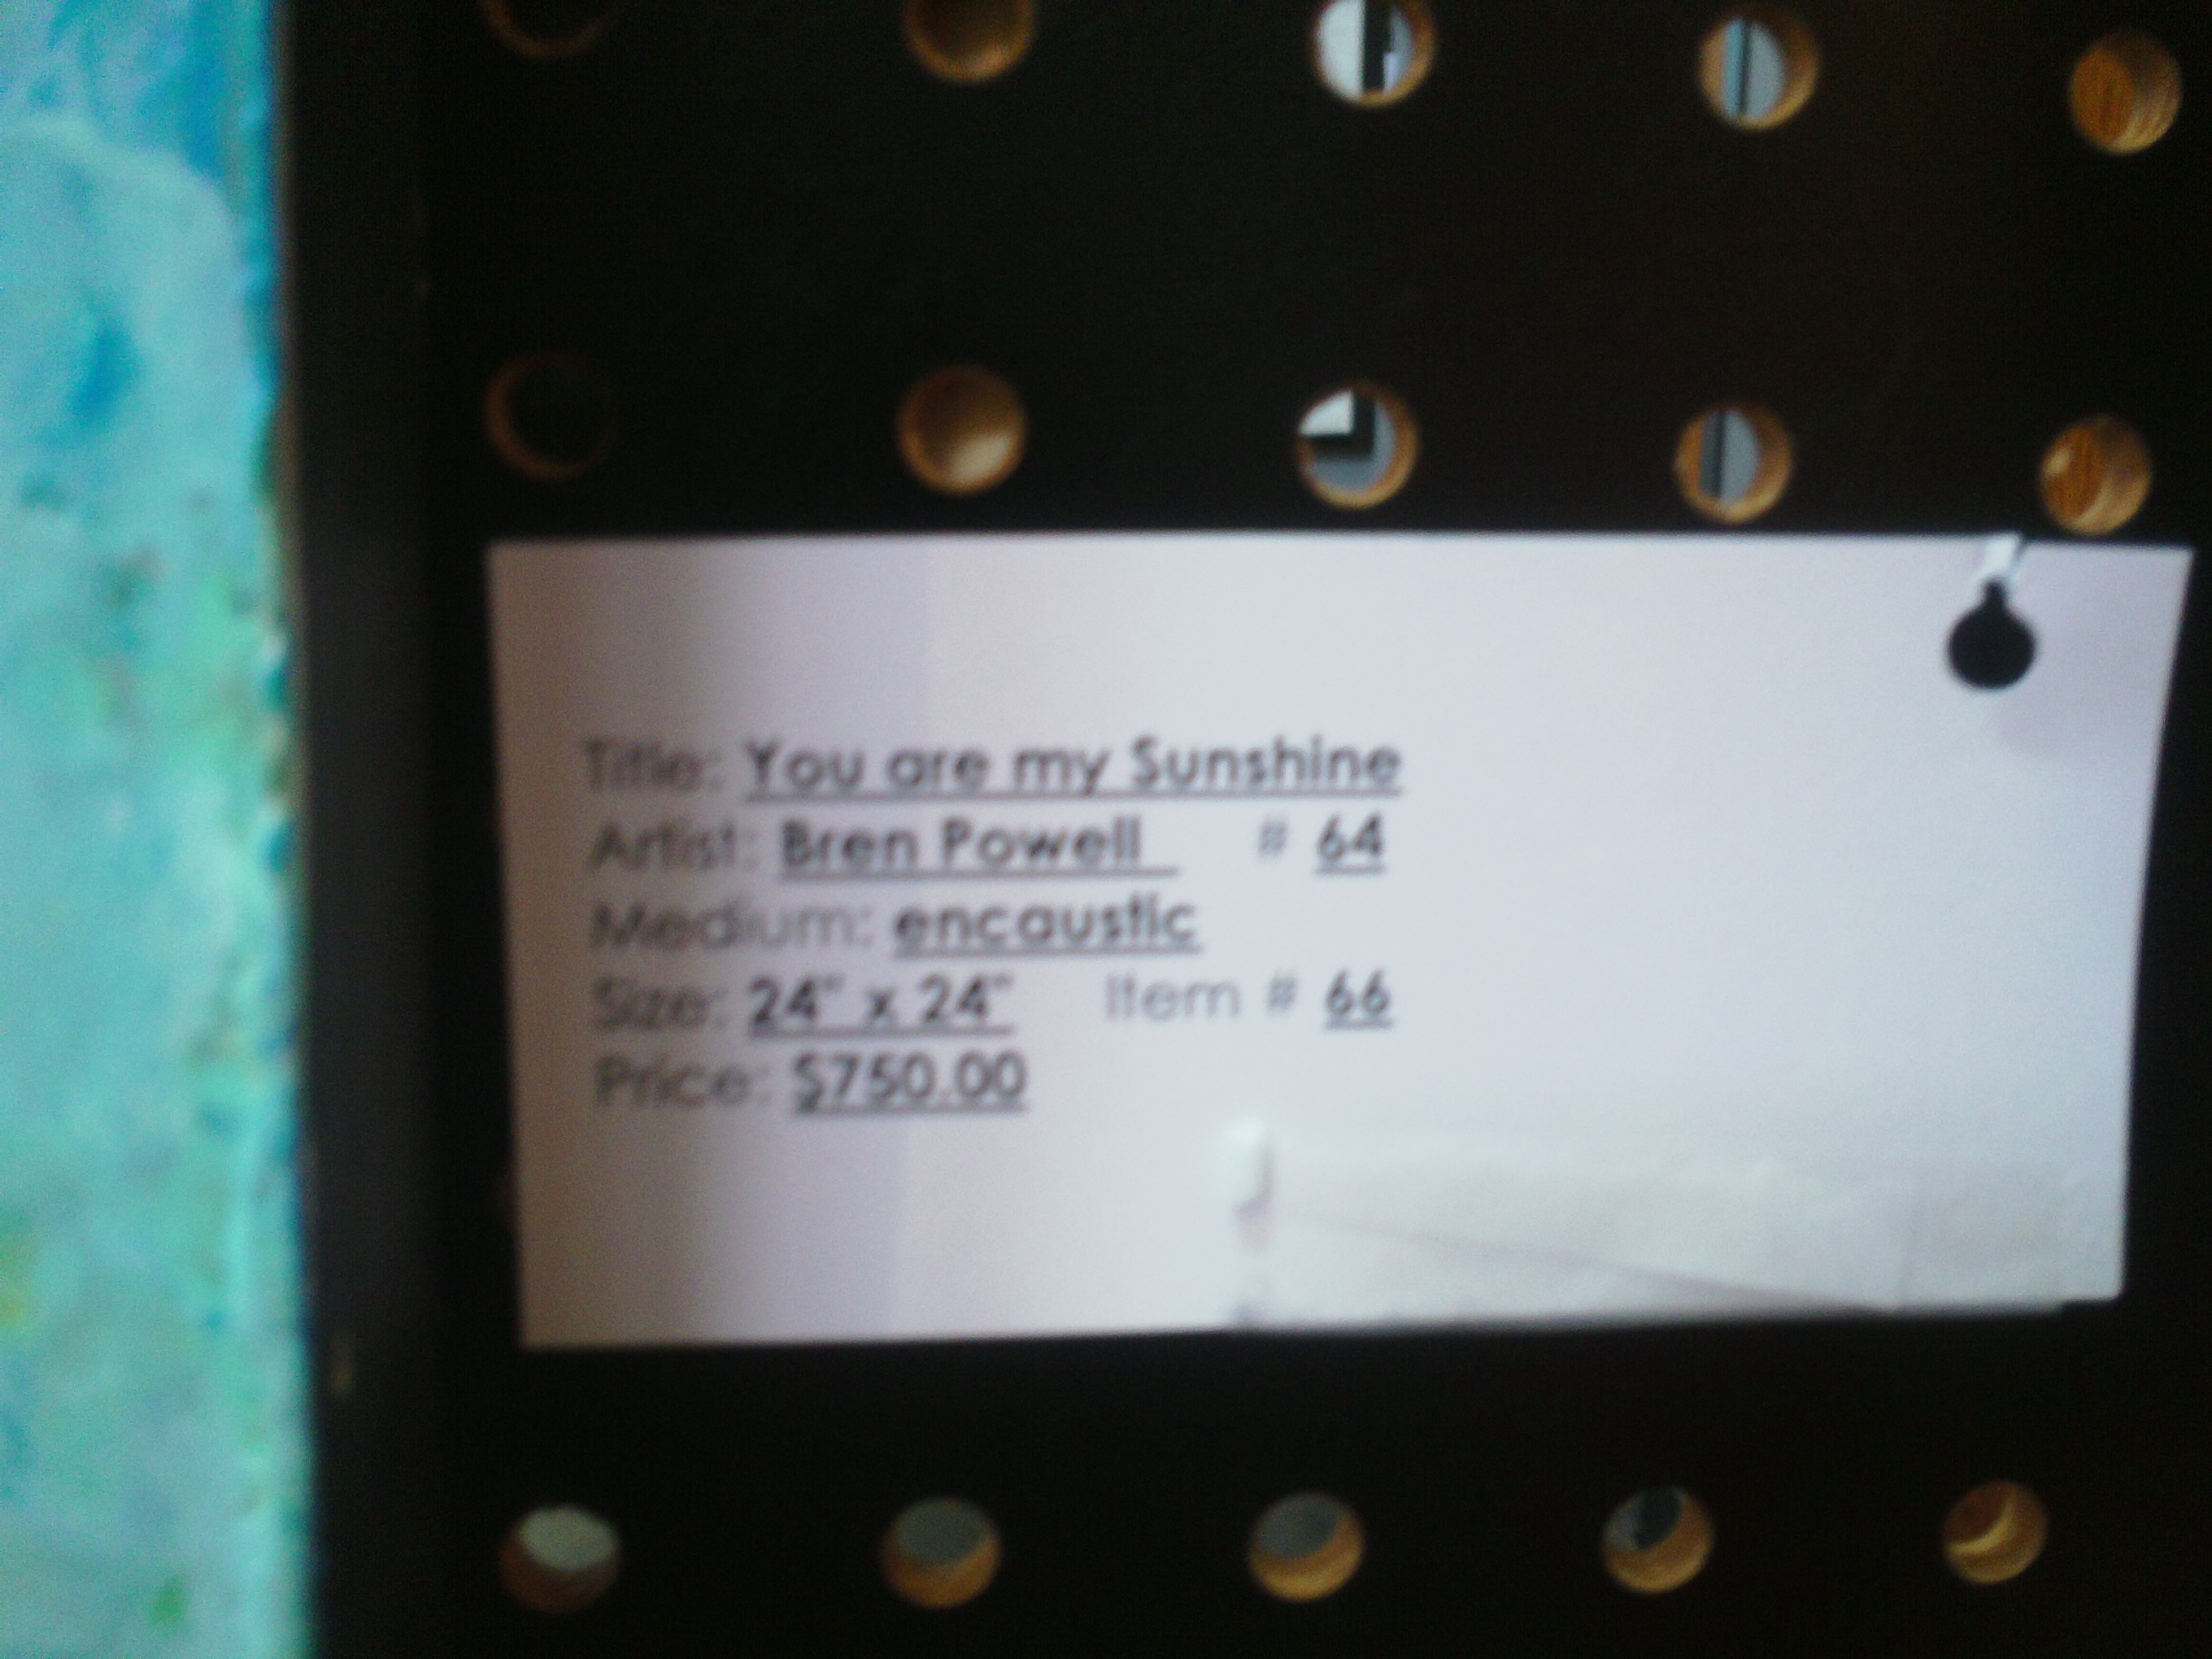 Title: You are my Sunshine
Artist: Bren Powell # 64
Medium: encaustic
Size: 24" x 24" Item # 66
Price: $750.00